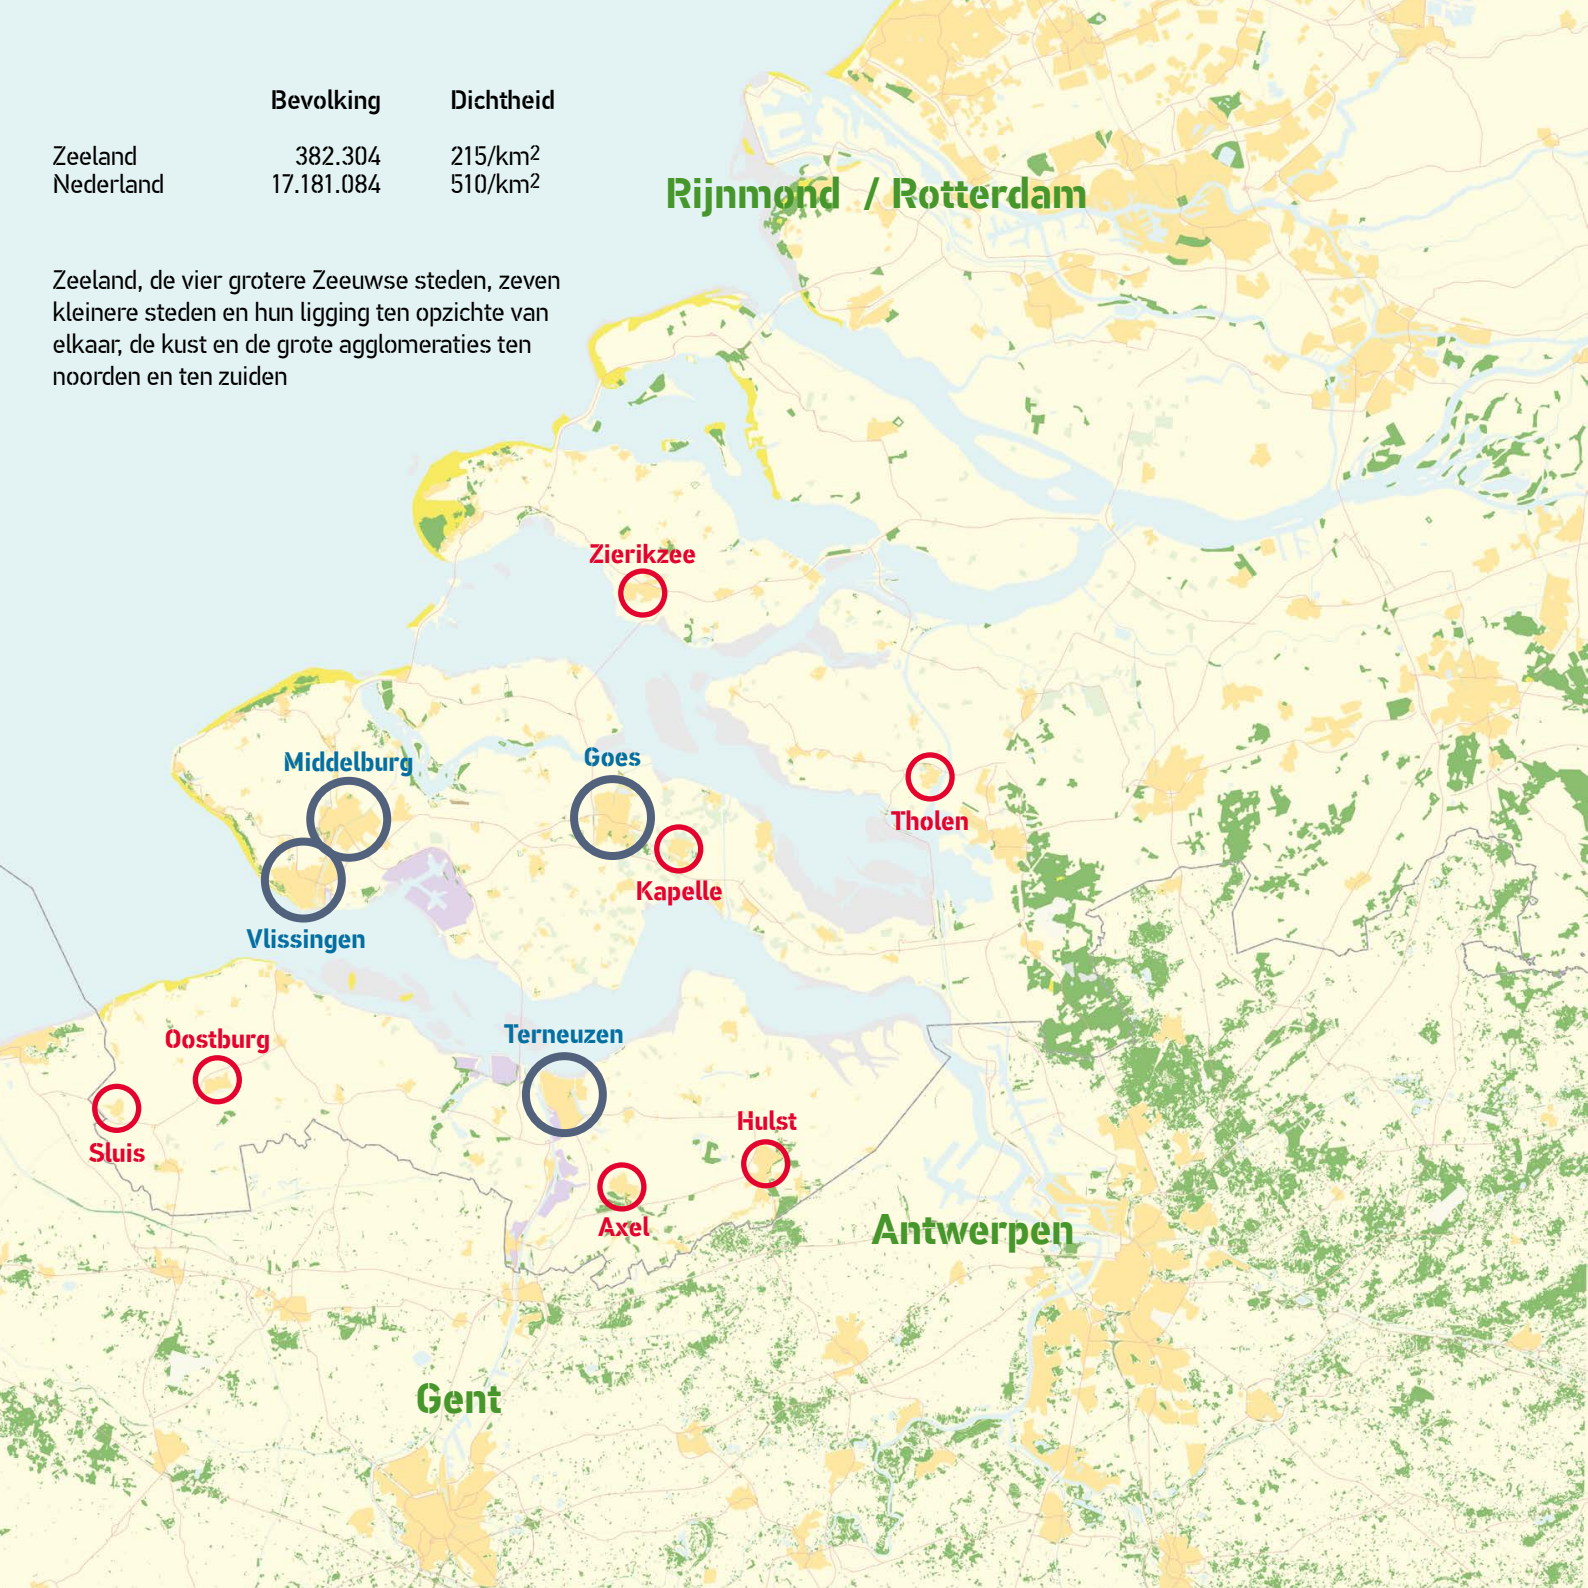 Bevolking Dichtheid
Zeeland 382.304 215/km²
Nederland 17.181.084 510/km²
Zeeland, de vier grotere Zeeuwse steden, zeven
kleinere steden en hun ligging ten opzichte van
elkaar, de kust en de grote agglomeraties ten
noorden en ten zuiden
Rijnmond / Rotterdam
Zierikzee
Middelburg
Goes
Tholen
Kapelle
Vlissingen
Oostburg
Terneuzen
Sluis
Hulst
Axel
Antwerpen
Gent